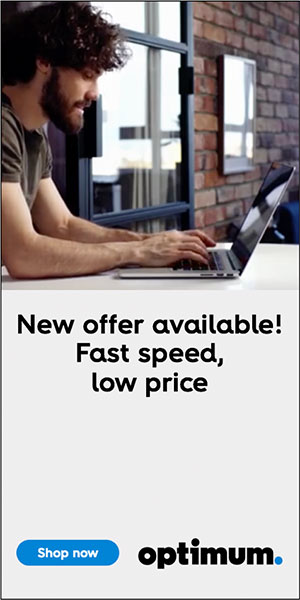 New offer available!
Fast speed,
low price
Shop now
optimum.